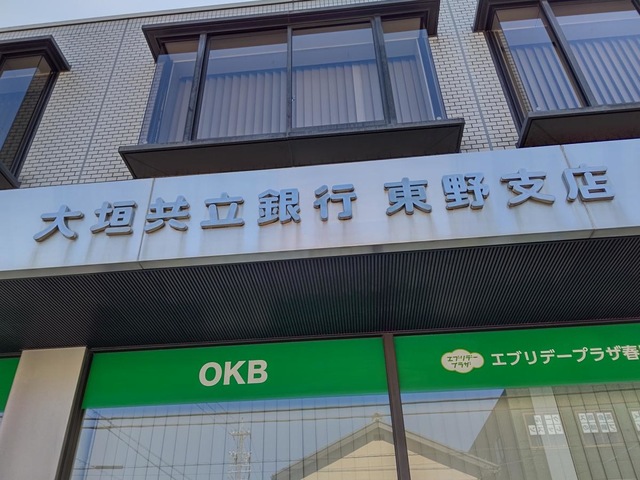 大垣共立銀行 東野支店
OKB
エブリデープラザ
エブリデープラザ春